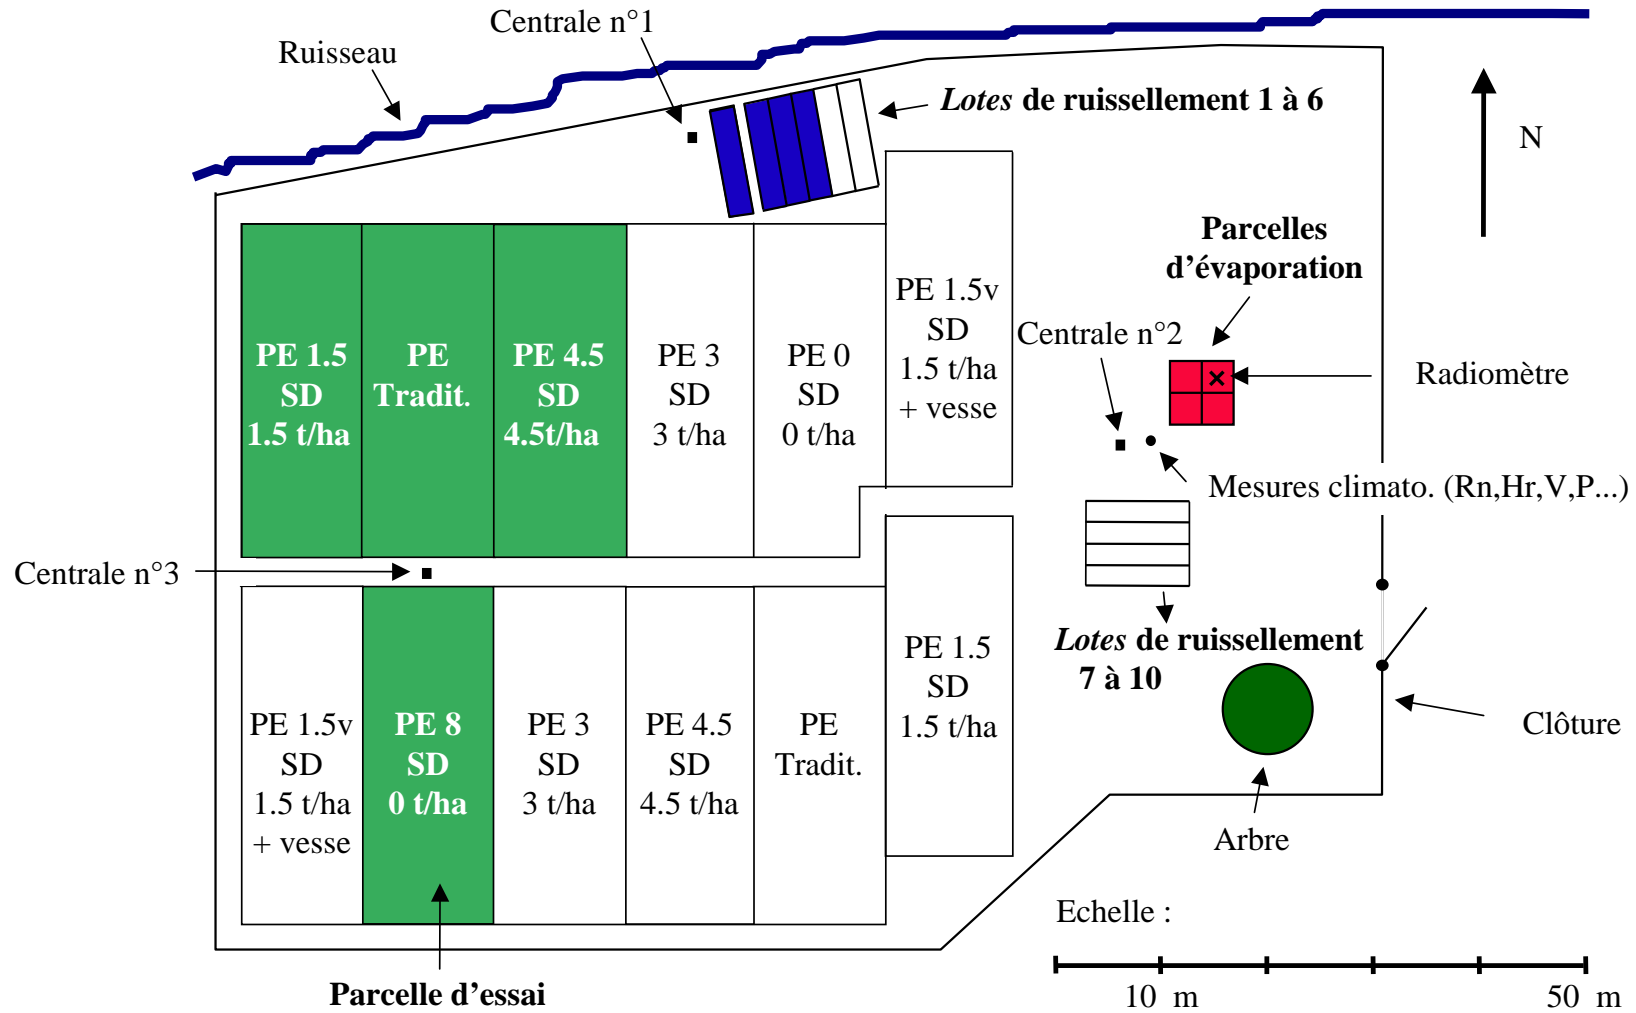 Centrale n°1
Ruisseau
Lotes de ruissellement 1 à 6
N
Parcelles
d’évaporation
PE 1.5
SD
1.5 t/ha
PE
Tradit.
PE 4.5
SD
4.5t/ha
PE 3
SD
3 t/ha
PE 0
SD
0 t/ha
PE 1.5v
SD
1.5 t/ha
+ vesse
Centrale n°2
Radiomètre
Mesures climato. (Rn,Hr,V,P...)
Centrale n°3
Lotes de ruissellement
7 à 10
PE 1.5v
SD
1.5 t/ha
+ vesse
PE 8
SD
0 t/ha
PE 3
SD
3 t/ha
PE 4.5
SD
4.5 t/ha
PE
Tradit.
PE 1.5
SD
1.5 t/ha
Clôture
Arbre
Echelle :
10 m
50 m
Parcelle d’essai